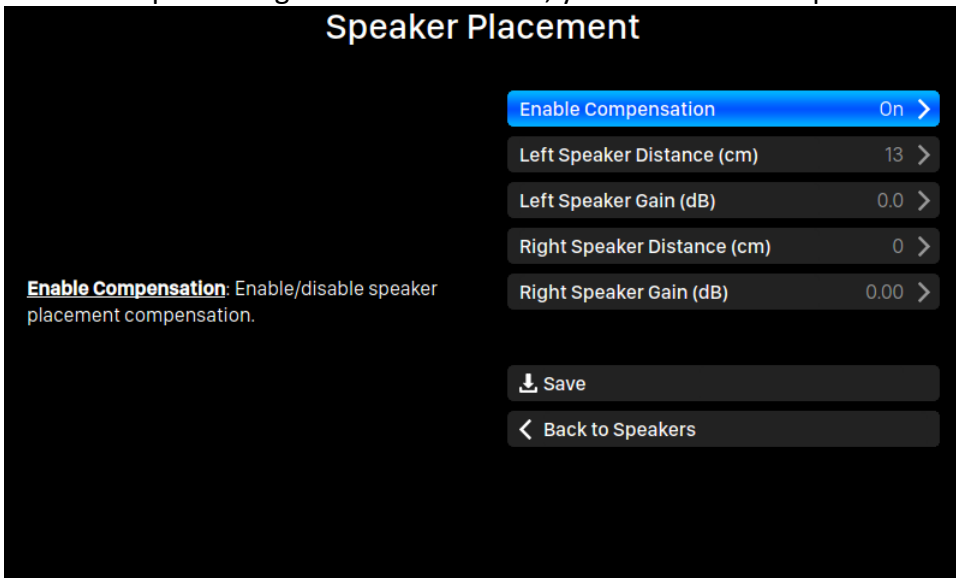 Speaker Placement
Enable Compensation On
Left Speaker Distance (cm) 13
Left Speaker Gain (dB) 0.0
Right Speaker Distance (cm) 0
Right Speaker Gain (dB) 0.00
Enable Compensation: Enable/disable speaker
placement compensation.
Save
Back to Speakers